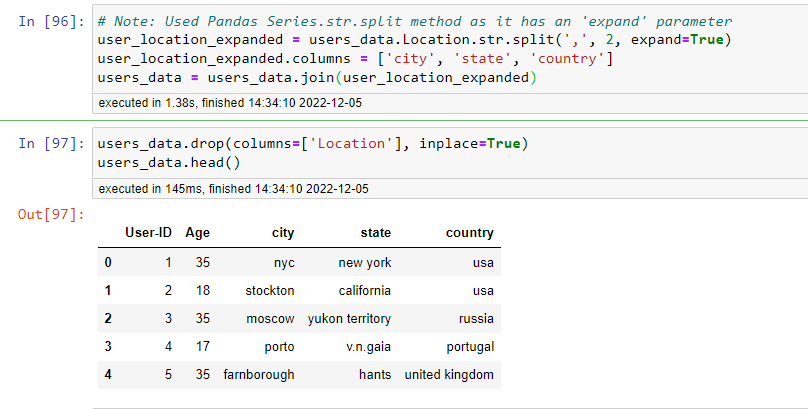 In [96]: # Note: Used Pandas Series.str.split method as it has an 'expand' parameter
user_location_expanded = users_data.Location.str.split(',', 2, expand=True)
user_location_expanded.columns = ['city', 'state', 'country']
users_data = users_data.join(user_location_expanded)
executed in 1.38s, finished 14:34:10 2022-12-05
In [97]: users_data.drop(columns=['Location'], inplace=True)
users_data.head()
executed in 145ms, finished 14:34:10 2022-12-05
Out[97]:
User-ID Age city state country
0 1 35 nyc new york usa
1 2 18 stockton california usa
2 3 35 moscow yukon territory russia
3 4 17 porto v.n.gaia portugal
4 5 35 farnborough hants united kingdom